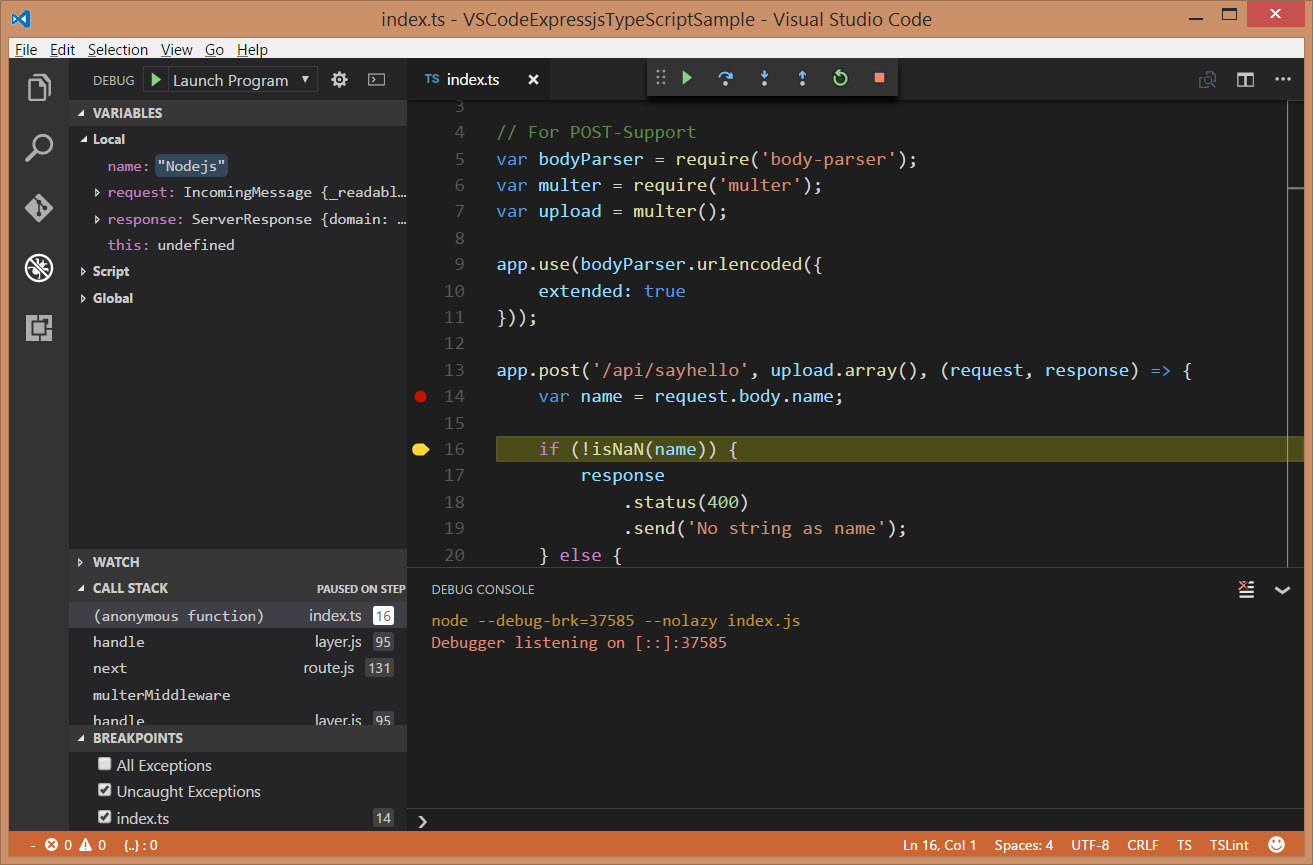 index.ts - VSCodeExpressjsTypeScriptSample - Visual Studio Code
File Edit Selection View Go Help
DEBUG Launch Program
VARIABLES
Local
name: "Nodejs"
request: IncomingMessage {_readabl…
response: ServerResponse {domain: …
this: undefined
Script
Global
WATCH
CALL STACK PAUSED ON STEP
(anonymous function) index.ts 16
handle layer.js 95
next route.js 131
multerMiddleware
handle layer.js 95
BREAKPOINTS
All Exceptions
Uncaught Exceptions
index.ts 14
TS index.ts
3
4 // For POST-Support
5 var bodyParser = require('body-parser');
6 var multer = require('multer');
7 var upload = multer();
8
9 app.use(bodyParser.urlencoded({
10 extended: true
11 }));
12
13 app.post('/api/sayhello', upload.array(), (request, response) => {
14 var name = request.body.name;
15
16 if (!isNaN(name)) {
17 response
18 .status(400)
19 .send('No string as name');
20 } else {
DEBUG CONSOLE
node --debug-brk=37585 --nolazy index.js
Debugger listening on [::]:37585
❯
- 0 0 {..} : 0 Ln 16, Col 1 Spaces: 4 UTF-8 CRLF TS TSLint